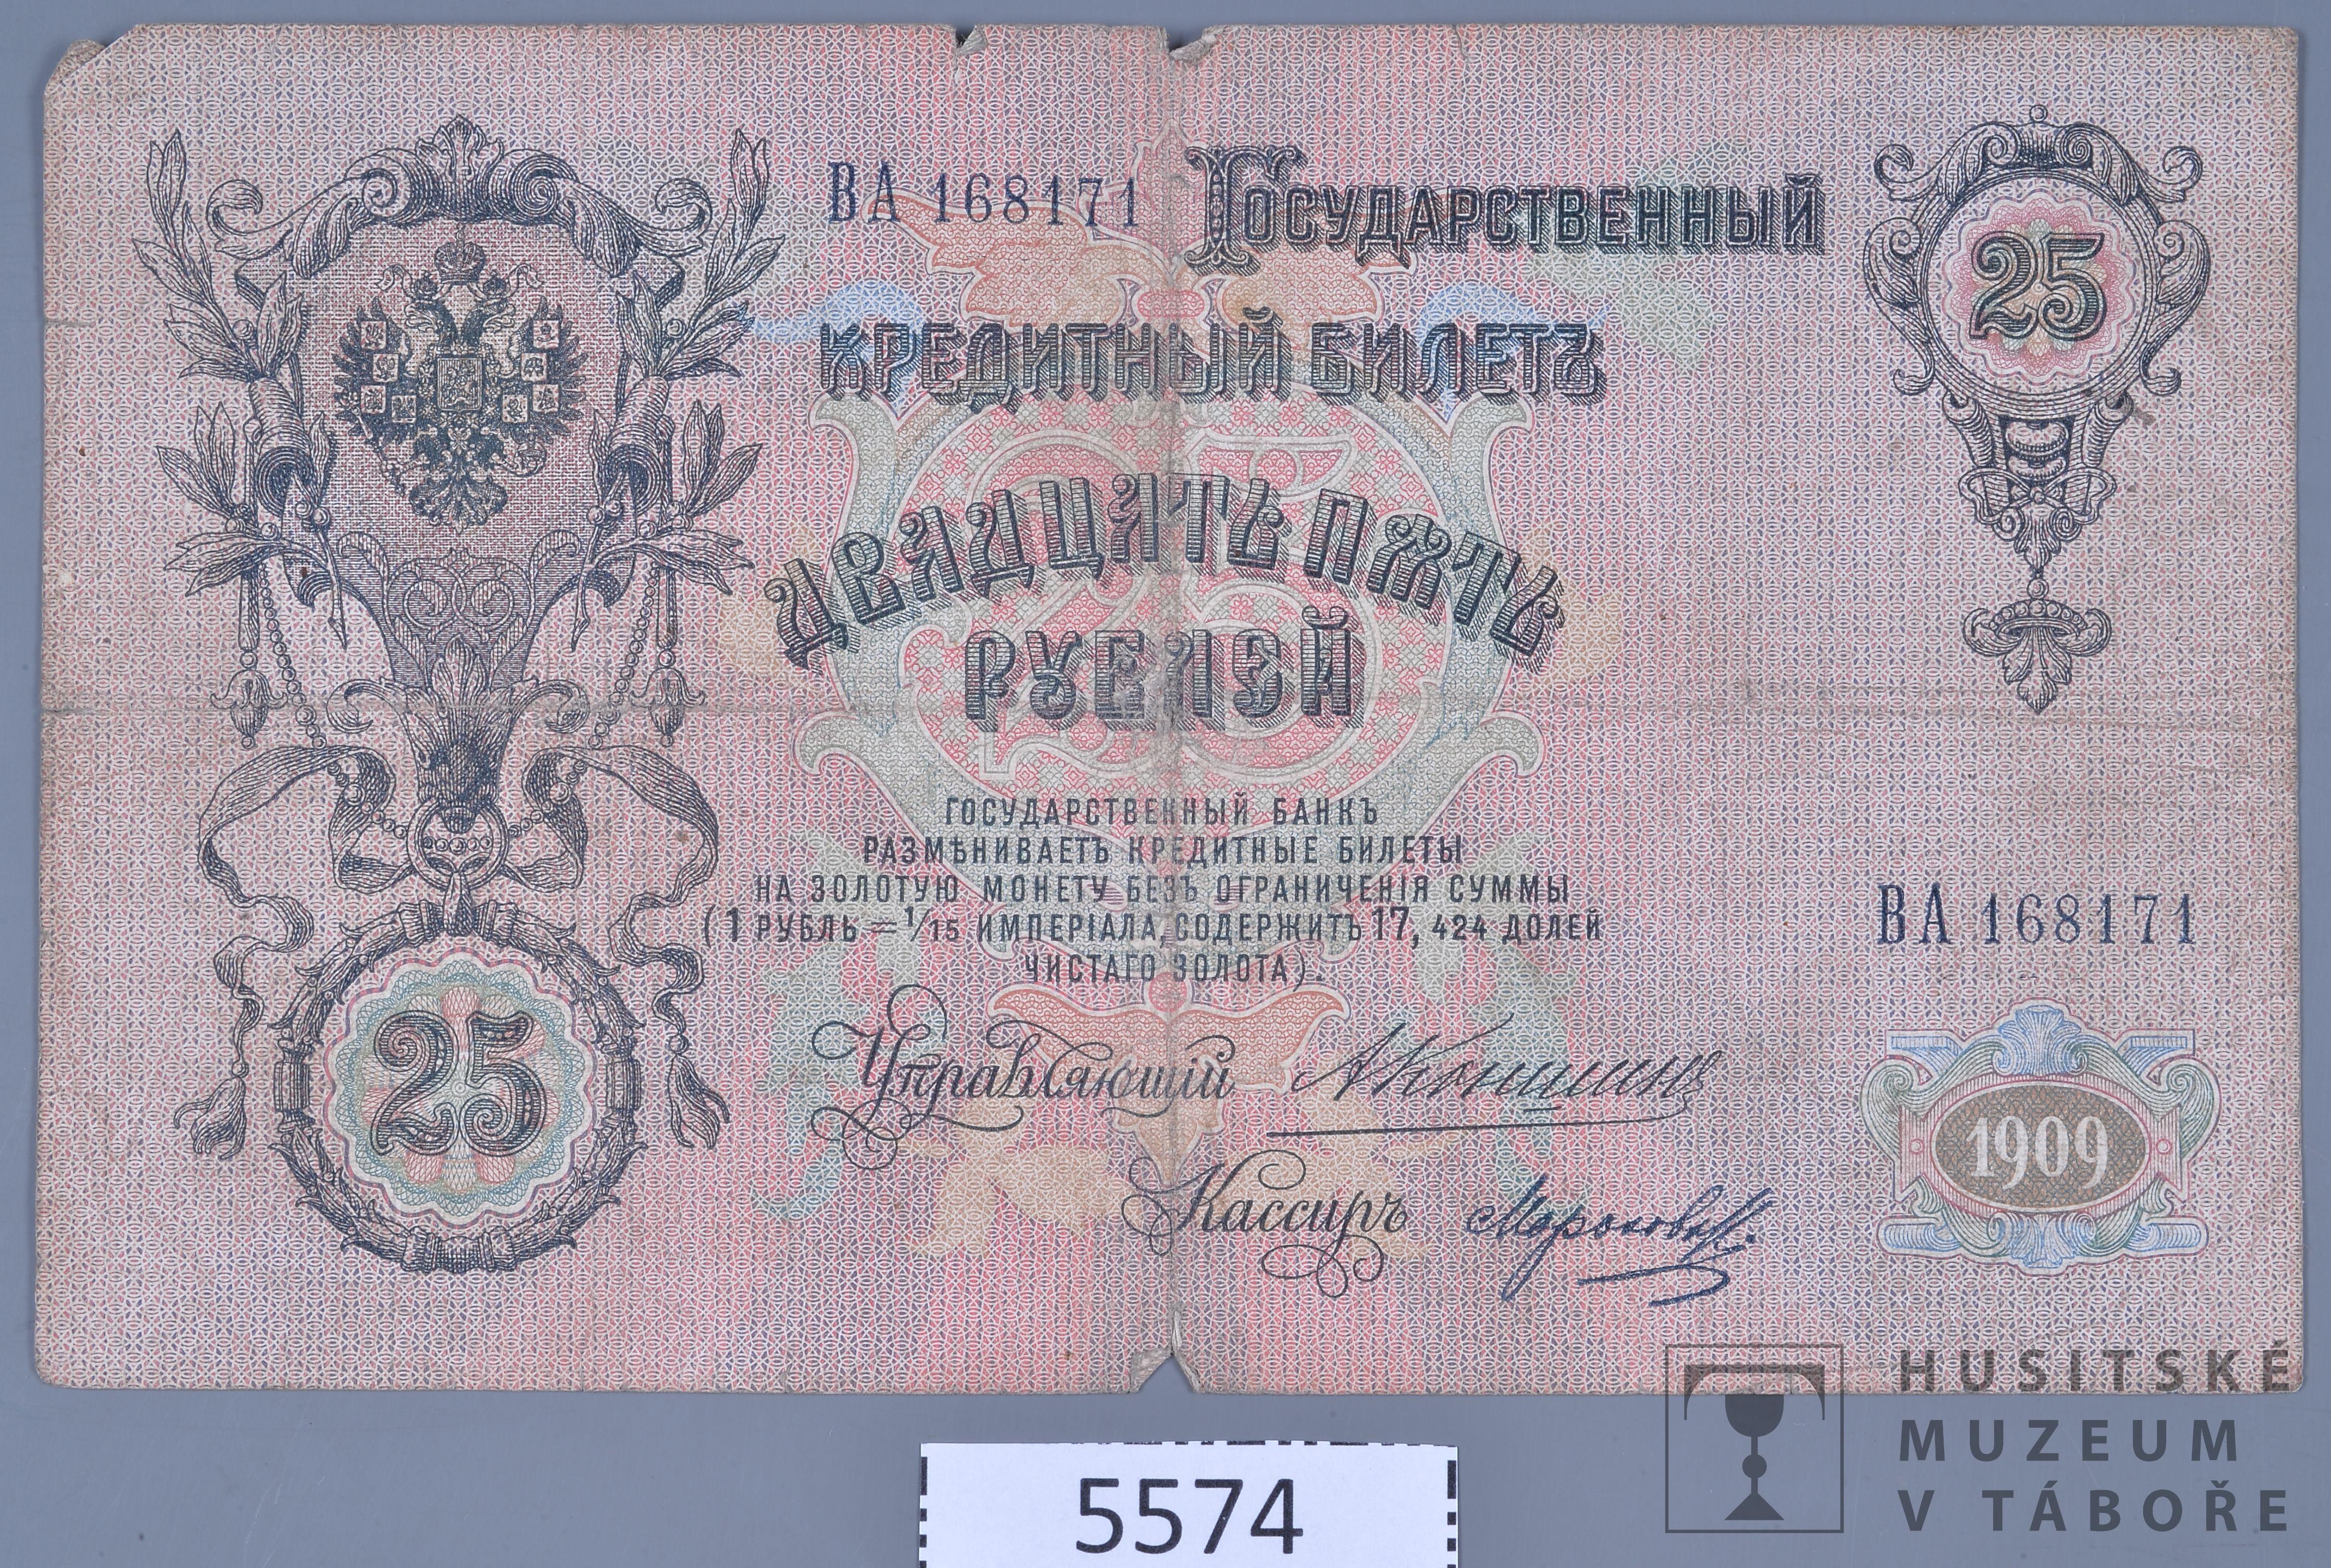 ВА 168171
ГОСУДАРСТВЕННЫЙ
25
КРЕДИТНЫЙ БИЛЕТЪ
ДВАДЦАТЬ ПЯТЬ
РУБЛЕЙ
ГОСУДАРСТВЕННЫЙ БАНКЪ
РАЗМѢНИВАЕТЪ КРЕДИТНЫЕ БИЛЕТЫ
НА ЗОЛОТУЮ МОНЕТУ БЕЗЪ ОГРАНИЧЕНІЯ СУММЫ
(1 РУБЛЬ = 1/15 ИМПЕРІАЛА, СОДЕРЖИТЪ 17, 424 ДОЛЕЙ
ЧИСТАГО ЗОЛОТА).
ВА 168171
25
Управляющій АКоншинъ
Кассиръ
1909
HUSITSKÉ
MUZEUM
V TÁBOŘE
5574